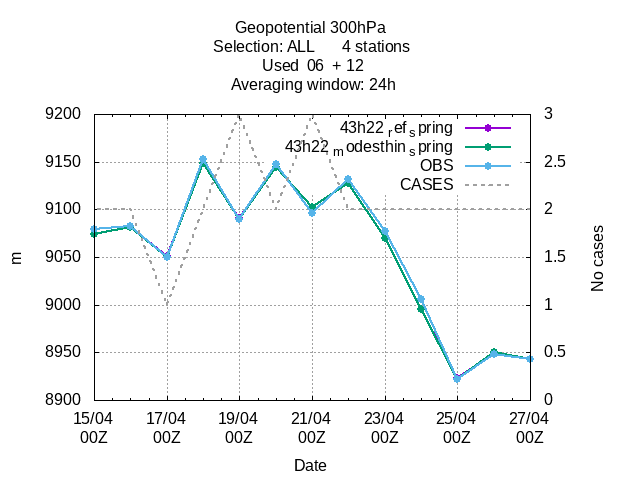 Geopotential 300hPa
Selection: ALL      4 stations
Used  06  + 12
Averaging window: 24h
9200
9150
9100
9050
9000
8950
8900
m
3
2.5
2
1.5
1
0.5
0
No cases
43h22_ref_spring
43h22_modesthin_spring
OBS
CASES
15/04 17/04 19/04 21/04 23/04 25/04 27/04
00Z 00Z 00Z 00Z 00Z 00Z 00Z
Date